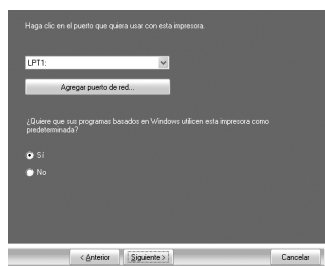 Haga clic en el puerto que quiera usar con esta impresora.
LPT1:
Agregar puerto de red...
¿Quiere que sus programas basados en Windows utilicen esta impresora como
predeterminada?
Sí
No
< Anterior
Siguiente >
Cancelar